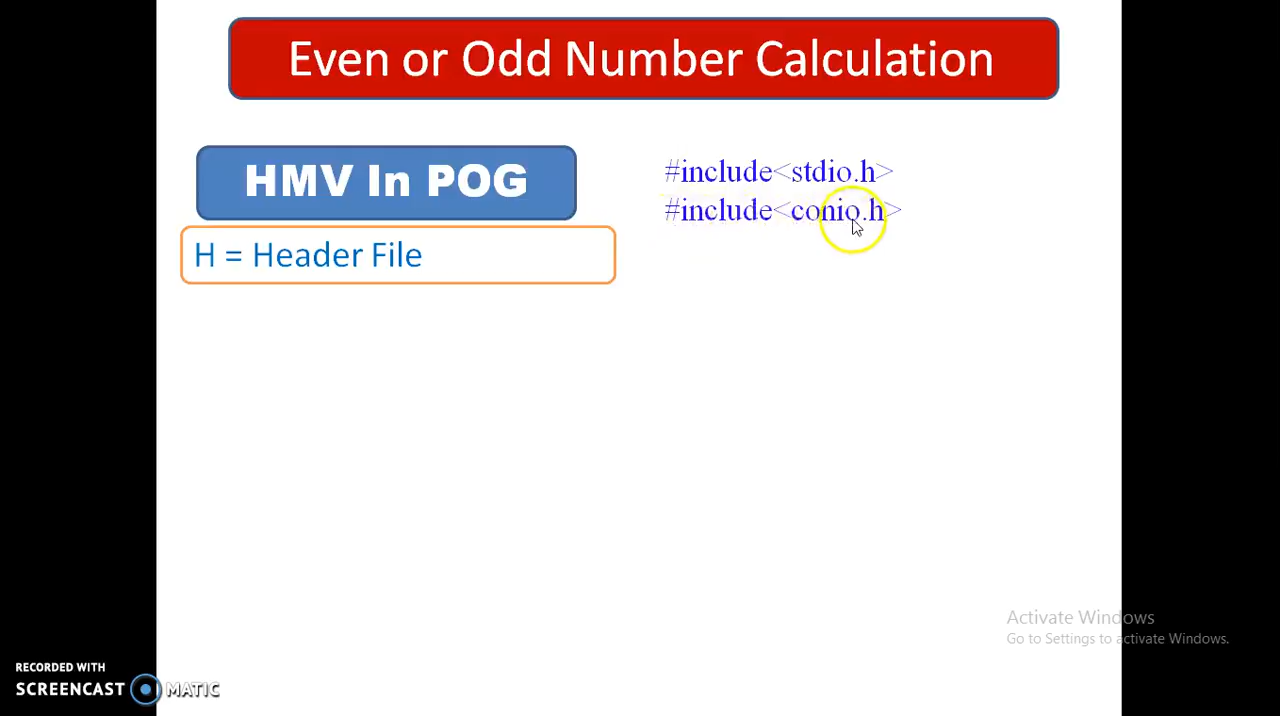 Even or Odd Number Calculation
HMV In POG
#include<stdio.h>
#include<conio.h>
H = Header File
Activate Windows
Go to Settings to activate Windows.
RECORDED WITH
SCREENCAST MATIC